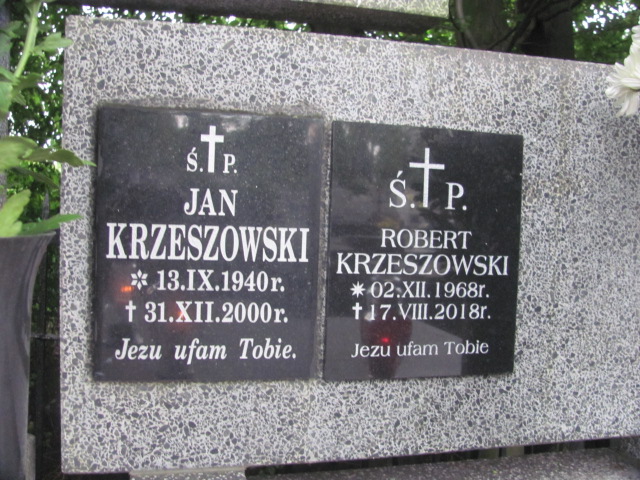 Ś.†P.
JAN
KRZESZOWSKI
✲ 13.IX.1940r.
† 31.XII.2000r.
Jezu ufam Tobie.
Ś.†P.
ROBERT
KRZESZOWSKI
✷ 02.XII.1968r.
† 17.VIII.2018r.
Jezu ufam Tobie